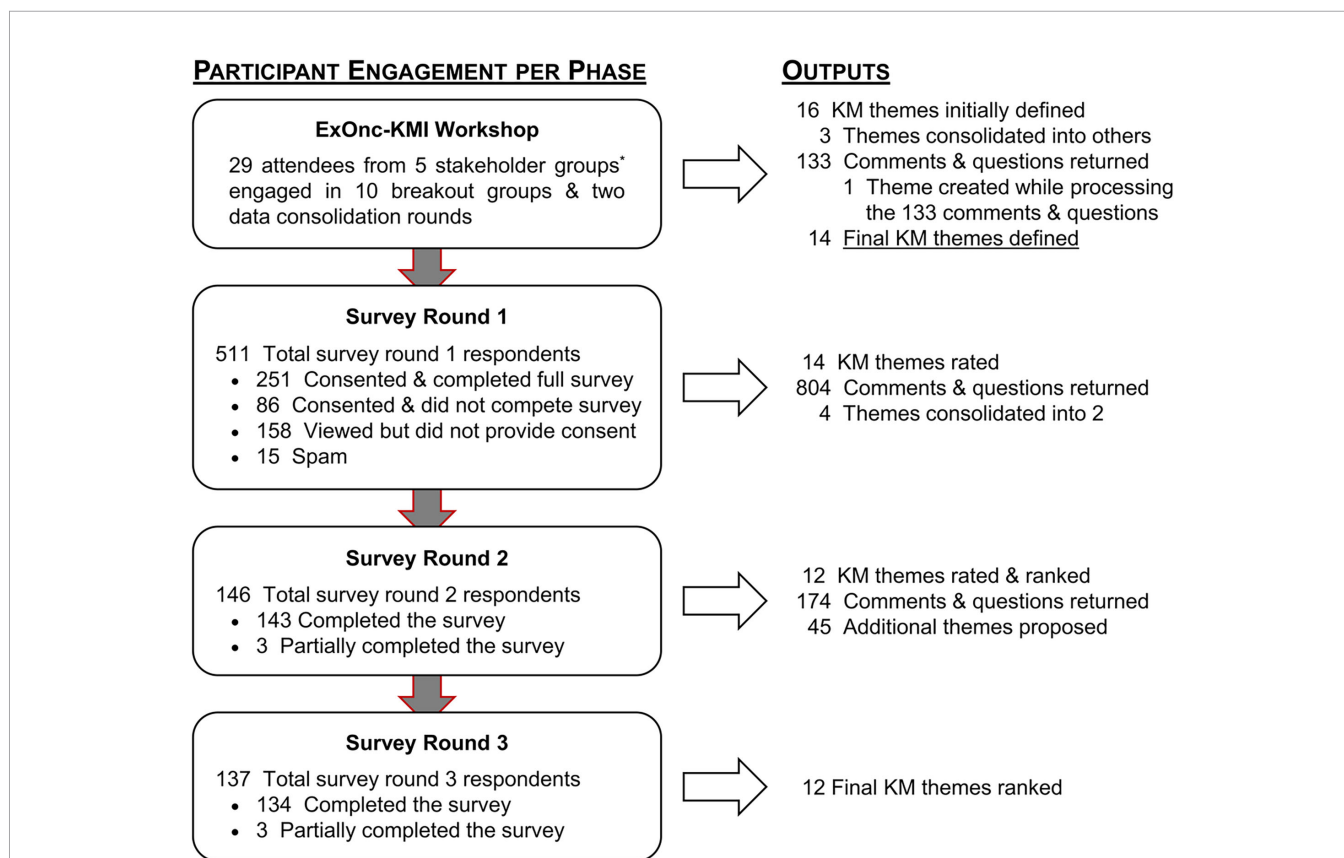 PARTICIPANT ENGAGEMENT PER PHASE
OUTPUTS
ExOnc-KMI Workshop
29 attendees from 5 stakeholder groups*
engaged in 10 breakout groups & two
data consolidation rounds
16 KM themes initially defined
3 Themes consolidated into others
133 Comments & questions returned
1 Theme created while processing
the 133 comments & questions
14 Final KM themes defined
Survey Round 1
511 Total survey round 1 respondents
• 251 Consented & completed full survey
• 86 Consented & did not compete survey
• 158 Viewed but did not provide consent
• 15 Spam
14 KM themes rated
804 Comments & questions returned
4 Themes consolidated into 2
Survey Round 2
146 Total survey round 2 respondents
• 143 Completed the survey
• 3 Partially completed the survey
12 KM themes rated & ranked
174 Comments & questions returned
45 Additional themes proposed
Survey Round 3
137 Total survey round 3 respondents
• 134 Completed the survey
• 3 Partially completed the survey
12 Final KM themes ranked